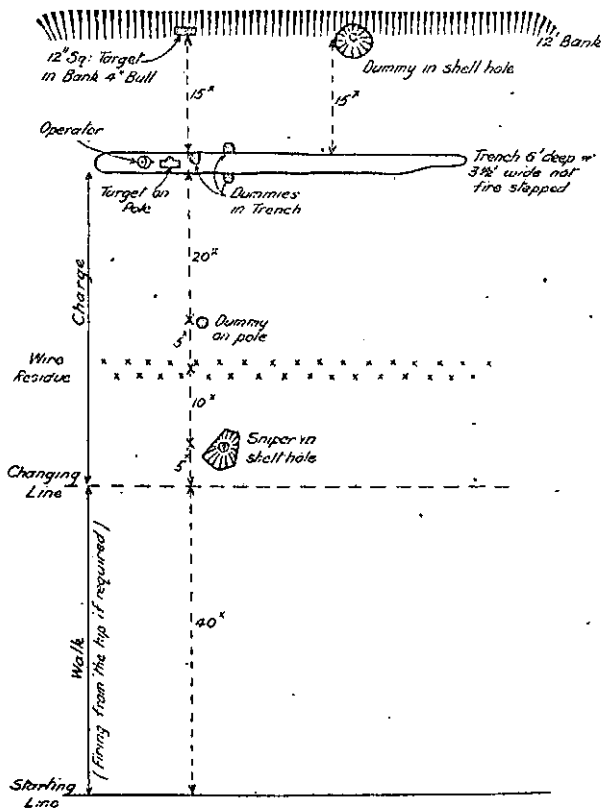 12' Bank
12" Sq: Target
in Bank 4" Bull
Dummy in shell hole
15ˣ
15ˣ
Operator
Target on
Pole
Dummies
in Trench
Trench 6' deep
3½' wide not
fire stepped
20ˣ
Charge
Dummy
on pole
5ˣ
Wire
Residue
10ˣ
Sniper in
shell hole
5ˣ
Changing
Line
40ˣ
Walk
(Firing from the hip if required)
Starting
Line